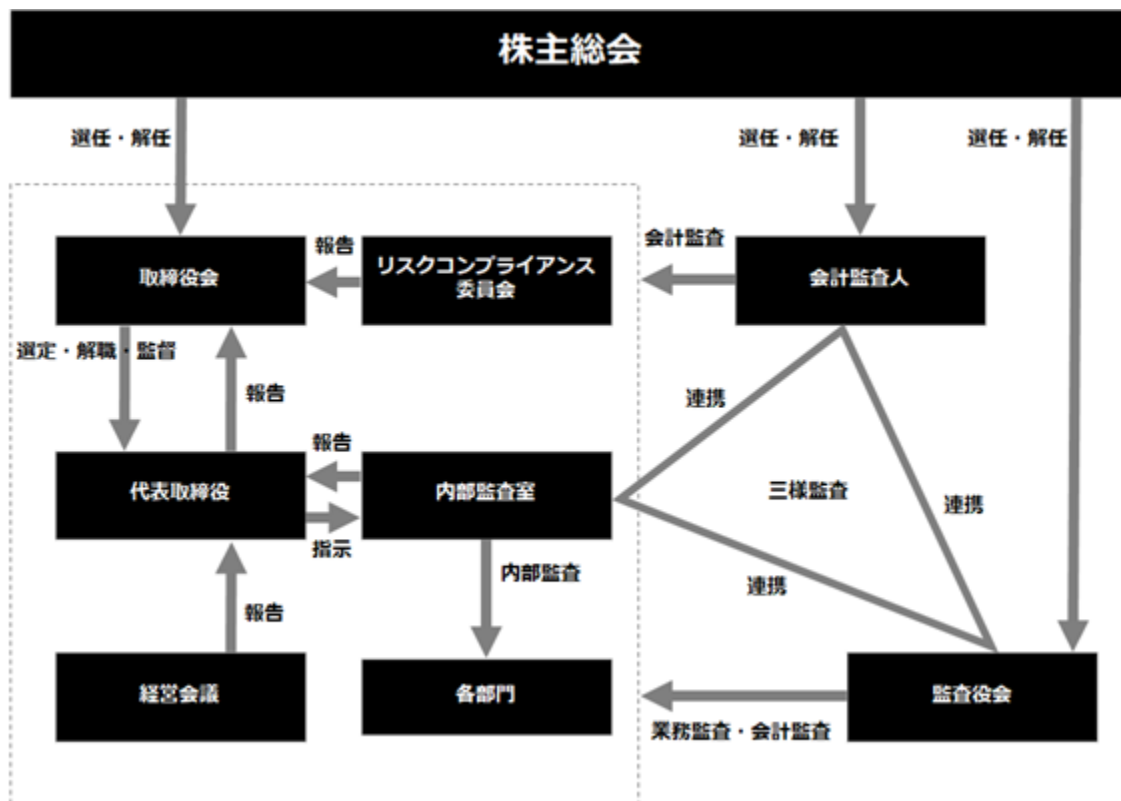 株主総会
選任・解任
選任・解任
選任・解任
取締役会
報告
リスクコンプライアンス
委員会
会計監査
会計監査人
選定・解職・監督
報告
連携
代表取締役
報告
指示
内部監査室
三様監査
連携
内部監査
連携
報告
経営会議
各部門
業務監査・会計監査
監査役会